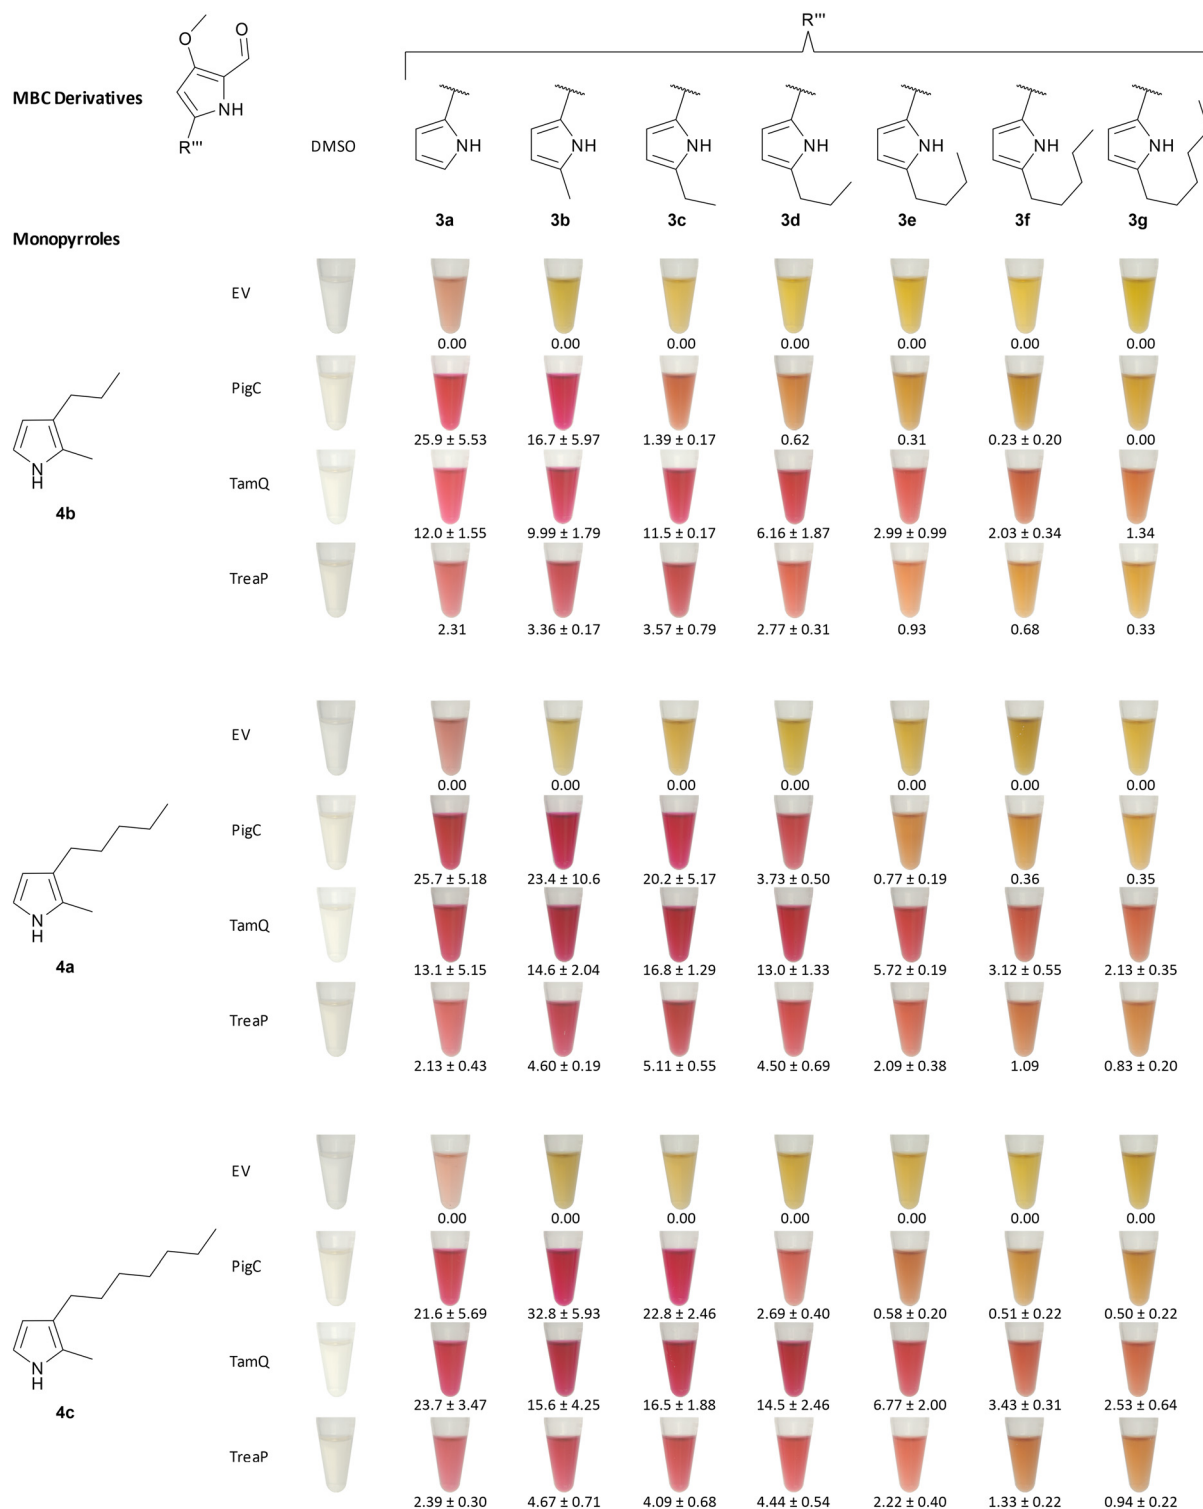 R'''
MBC Derivatives
O
O
NH
R'''
DMSO
NH NH NH NH NH NH NH
3a 3b 3c 3d 3e 3f 3g
Monopyrroles
EV
0.00 0.00 0.00 0.00 0.00 0.00 0.00
PigC
25.9 ± 5.53 16.7 ± 5.97 1.39 ± 0.17 0.62 0.31 0.23 ± 0.20 0.00
N
H
4b
TamQ
12.0 ± 1.55 9.99 ± 1.79 11.5 ± 0.17 6.16 ± 1.87 2.99 ± 0.99 2.03 ± 0.34 1.34
TreaP
2.31 3.36 ± 0.17 3.57 ± 0.79 2.77 ± 0.31 0.93 0.68 0.33
EV
0.00 0.00 0.00 0.00 0.00 0.00 0.00
PigC
25.7 ± 5.18 23.4 ± 10.6 20.2 ± 5.17 3.73 ± 0.50 0.77 ± 0.19 0.36 0.35
N
H
4a
TamQ
13.1 ± 5.15 14.6 ± 2.04 16.8 ± 1.29 13.0 ± 1.33 5.72 ± 0.19 3.12 ± 0.55 2.13 ± 0.35
TreaP
2.13 ± 0.43 4.60 ± 0.19 5.11 ± 0.55 4.50 ± 0.69 2.09 ± 0.38 1.09 0.83 ± 0.20
EV
0.00 0.00 0.00 0.00 0.00 0.00 0.00
PigC
21.6 ± 5.69 32.8 ± 5.93 22.8 ± 2.46 2.69 ± 0.40 0.58 ± 0.20 0.51 ± 0.22 0.50 ± 0.22
N
H
4c
TamQ
23.7 ± 3.47 15.6 ± 4.25 16.5 ± 1.88 14.5 ± 2.46 6.77 ± 2.00 3.43 ± 0.31 2.53 ± 0.64
TreaP
2.39 ± 0.30 4.67 ± 0.71 4.09 ± 0.68 4.44 ± 0.54 2.22 ± 0.40 1.33 ± 0.22 0.94 ± 0.22